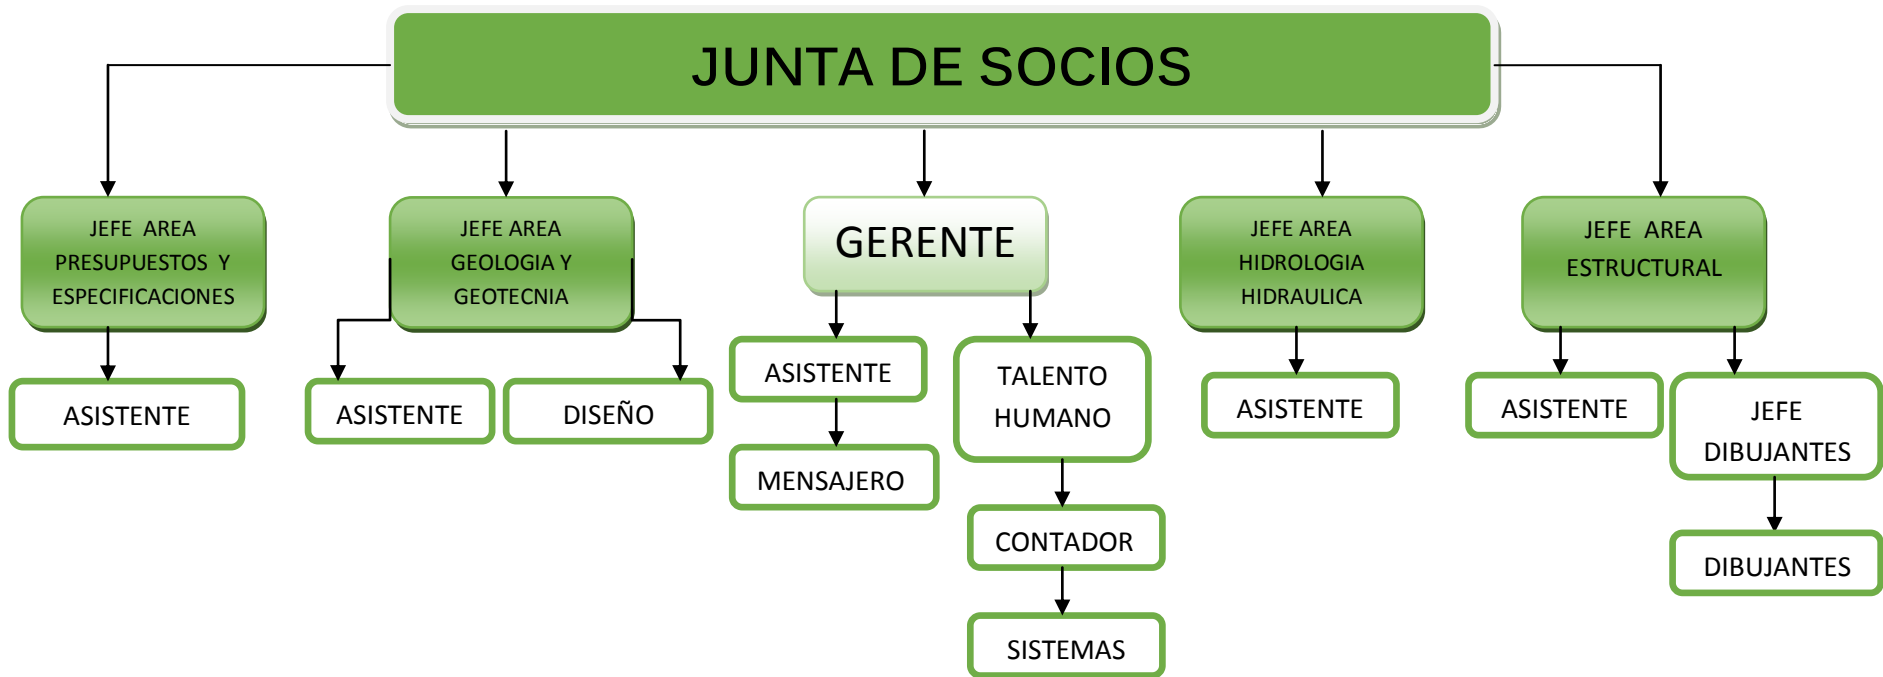 JUNTA DE SOCIOS
JEFE AREA
PRESUPUESTOS Y
ESPECIFICACIONES
ASISTENTE
JEFE AREA
GEOLOGIA Y
GEOTECNIA
ASISTENTE
DISEÑO
GERENTE
ASISTENTE
MENSAJERO
TALENTO
HUMANO
CONTADOR
SISTEMAS
JEFE AREA
HIDROLOGIA
HIDRAULICA
ASISTENTE
JEFE AREA
ESTRUCTURAL
ASISTENTE
JEFE
DIBUJANTES
DIBUJANTES